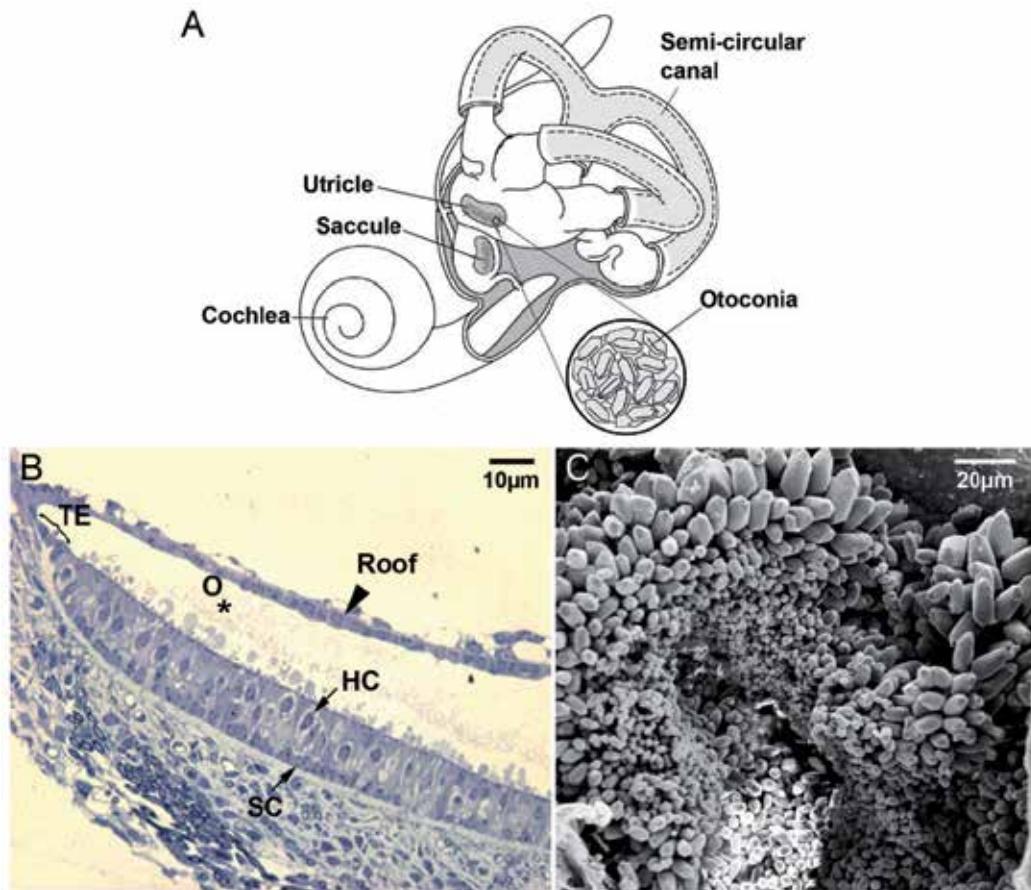 A
Semi-circular
canal
Utricle
Saccule
Cochlea
Otoconia
B
10μm
TE
Roof
O
*
HC
SC
C
20μm